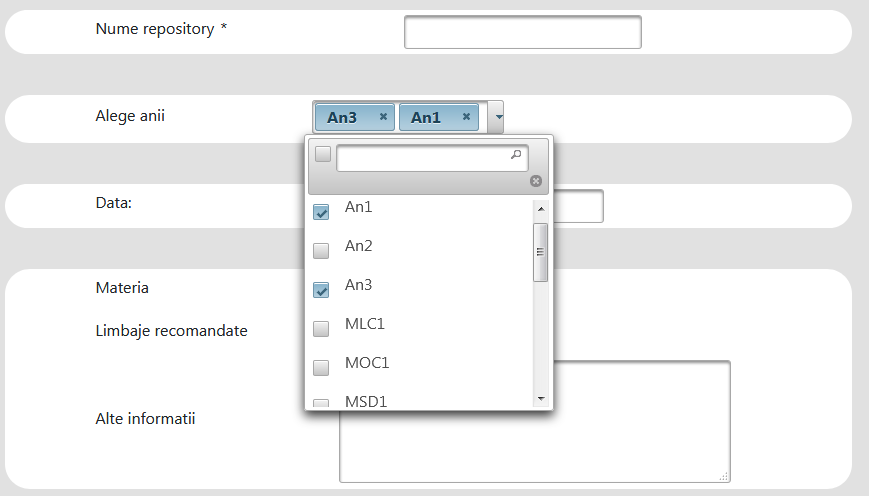 Nume repository *
Alege anii
An3
An1
Data:
An1
An2
An3
MLC1
MOC1
MSD1
Materia
Limbaje recomandate
Alte informatii